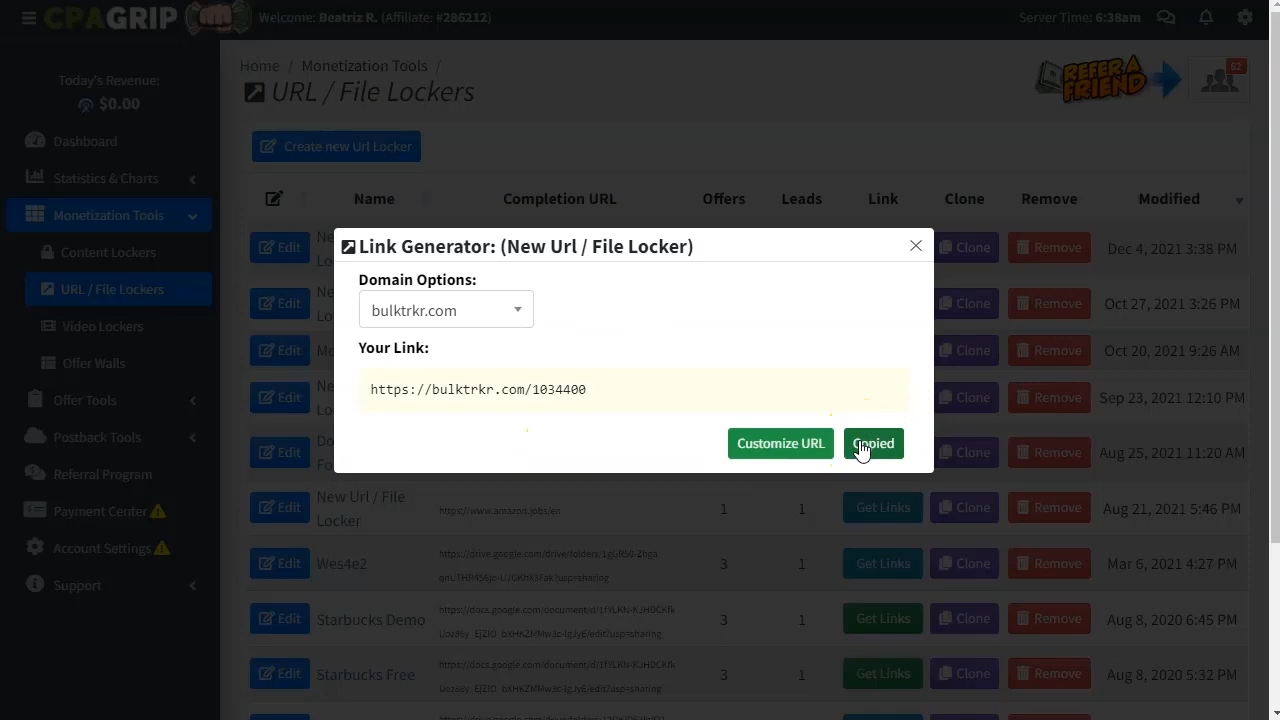 CPAGRIP
Welcome: Beatriz R. (Affiliate: #286212)
Server Time: 6:38am
Today's Revenue:
$0.00
Dashboard
Statistics & Charts
Monetization Tools
Content Lockers
URL / File Lockers
Video Lockers
Offer Walls
Offer Tools
Postback Tools
Referral Program
Payment Center
Account Settings
Support
Home / Monetization Tools /
URL / File Lockers
REFER A FRIEND
62
Create new Url Locker
Name Completion URL Offers Leads Link Clone Remove Modified
Edit Clone Remove Dec 4, 2021 3:38 PM
Edit Clone Remove Oct 27, 2021 3:26 PM
Edit Clone Remove Oct 20, 2021 9:26 AM
Edit Clone Remove Sep 23, 2021 12:10 PM
Edit Clone Remove Aug 25, 2021 11:20 AM
Link Generator: (New Url / File Locker)
Domain Options:
bulktrkr.com
Your Link:
https://bulktrkr.com/1034400
Customize URL Copied
Edit New Url / File Locker https://www.amazon.jobs/en 1 1 Get Links Clone Remove Aug 21, 2021 5:46 PM
Edit Wes4e2 3 1 Get Links Clone Remove Mar 6, 2021 4:27 PM
Edit Starbucks Demo 3 1 Get Links Clone Remove Aug 8, 2020 6:45 PM
Edit Starbucks Free 3 1 Get Links Clone Remove Aug 8, 2020 5:32 PM